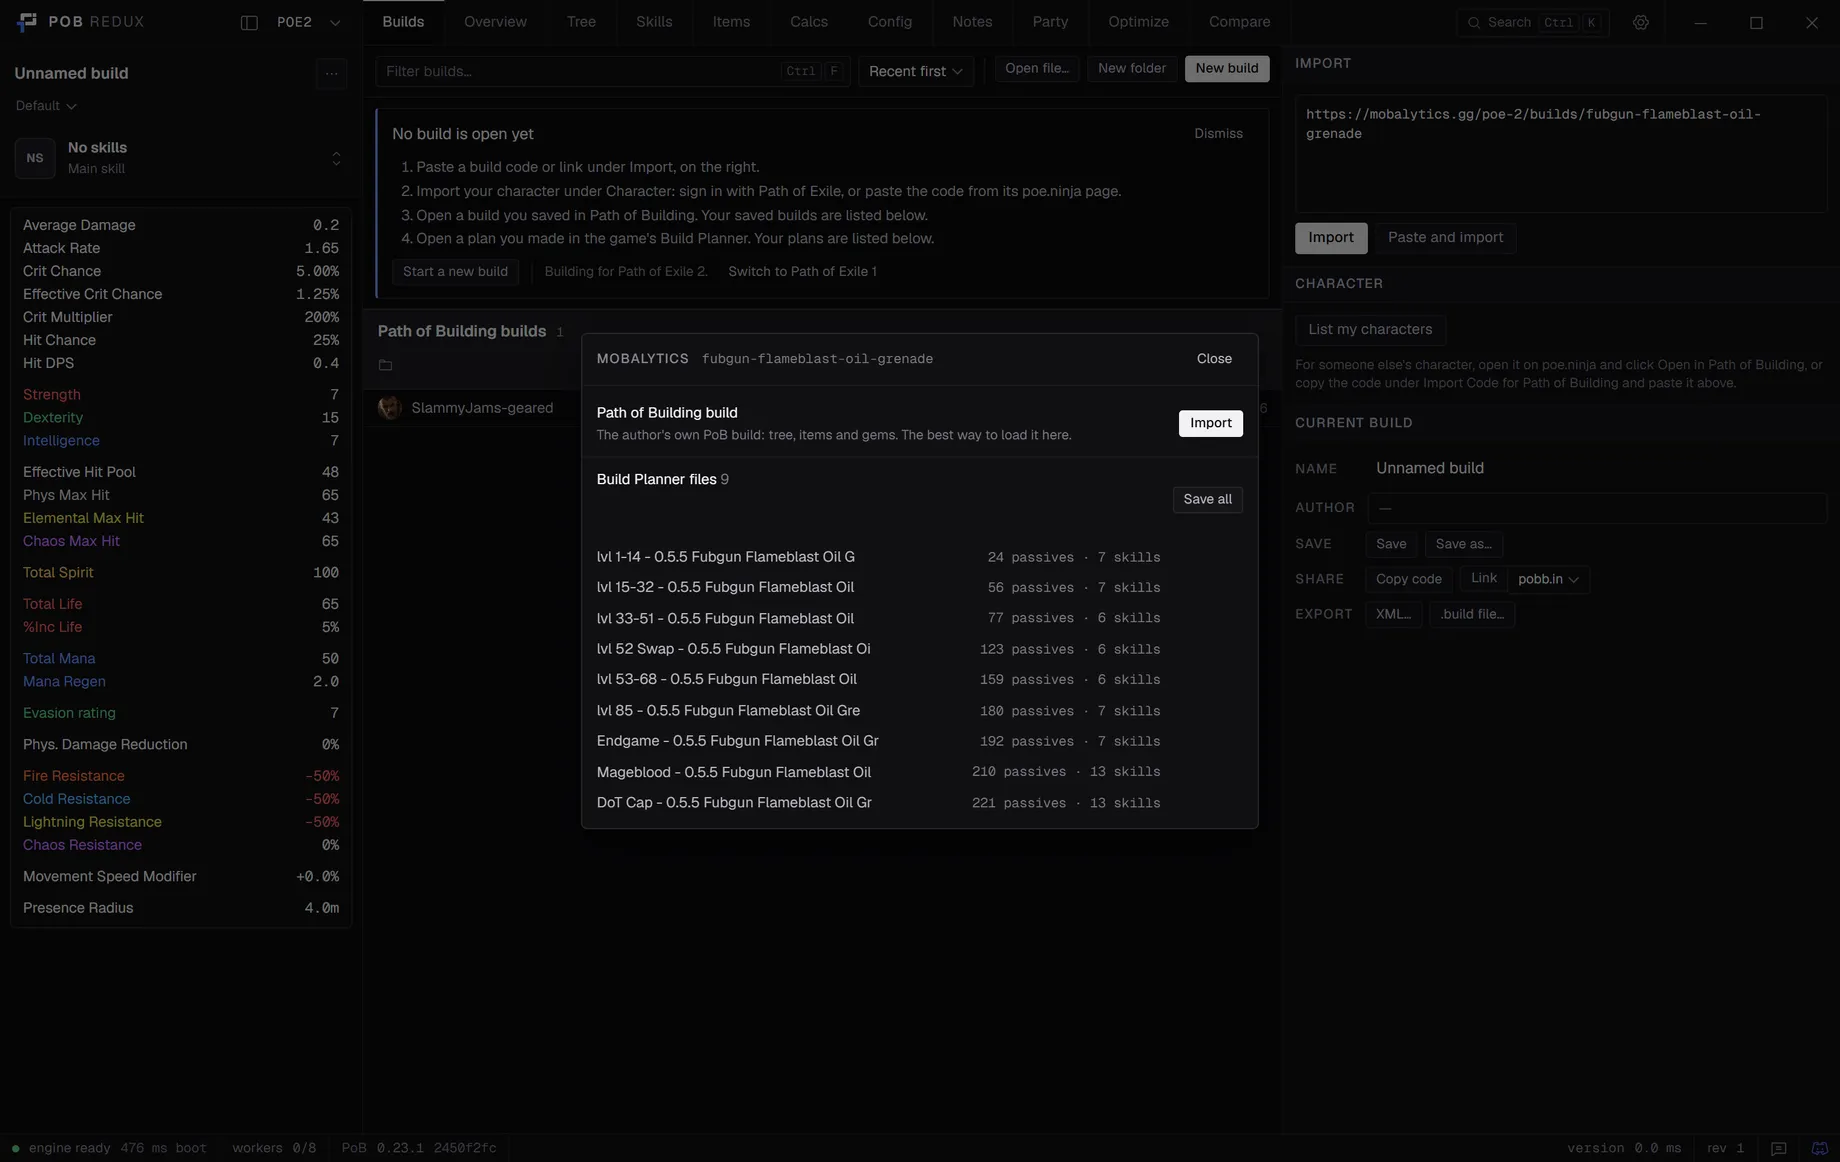 POB REDUX
POE2
Builds
Overview
Tree
Skills
Items
Calcs
Config
Notes
Party
Optimize
Compare
Search Ctrl K
Unnamed build
...
Default
NS
No skills
Main skill
Average Damage 0.2
Attack Rate 1.65
Crit Chance 5.00%
Effective Crit Chance 1.25%
Crit Multiplier 200%
Hit Chance 25%
Hit DPS 0.4
Strength 7
Dexterity 15
Intelligence 7
Effective Hit Pool 48
Phys Max Hit 65
Elemental Max Hit 43
Chaos Max Hit 65
Total Spirit 100
Total Life 65
%Inc Life 5%
Total Mana 50
Mana Regen 2.0
Evasion rating 7
Phys. Damage Reduction 0%
Fire Resistance -50%
Cold Resistance -50%
Lightning Resistance -50%
Chaos Resistance 0%
Movement Speed Modifier +0.0%
Presence Radius 4.0m
Filter builds... Ctrl F
Recent first
Open file...
New folder
New build
No build is open yet
Dismiss
1. Paste a build code or link under Import, on the right.
2. Import your character under Character: sign in with Path of Exile, or paste the code from its poe.ninja page.
3. Open a build you saved in Path of Building. Your saved builds are listed below.
4. Open a plan you made in the game's Build Planner. Your plans are listed below.
Start a new build
Building for Path of Exile 2.
Switch to Path of Exile 1
Path of Building builds 1
SlammyJams-geared
6
MOBALYTICS fubgun-flameblast-oil-grenade
Close
Path of Building build
The author's own PoB build: tree, items and gems. The best way to load it here.
Import
Build Planner files 9
Save all
lvl 1-14 - 0.5.5 Fubgun Flameblast Oil G 24 passives · 7 skills
lvl 15-32 - 0.5.5 Fubgun Flameblast Oil 56 passives · 7 skills
lvl 33-51 - 0.5.5 Fubgun Flameblast Oil 77 passives · 6 skills
lvl 52 Swap - 0.5.5 Fubgun Flameblast Oi 123 passives · 6 skills
lvl 53-68 - 0.5.5 Fubgun Flameblast Oil 159 passives · 6 skills
lvl 85 - 0.5.5 Fubgun Flameblast Oil Gre 180 passives · 7 skills
Endgame - 0.5.5 Fubgun Flameblast Oil Gr 192 passives · 7 skills
Mageblood - 0.5.5 Fubgun Flameblast Oil 210 passives · 13 skills
DoT Cap - 0.5.5 Fubgun Flameblast Oil Gr 221 passives · 13 skills
IMPORT
https://mobalytics.gg/poe-2/builds/fubgun-flameblast-oil-
grenade
Import
Paste and import
CHARACTER
List my characters
For someone else's character, open it on poe.ninja and click Open in Path of Building, or
copy the code under Import Code for Path of Building and paste it above.
CURRENT BUILD
NAME Unnamed build
AUTHOR —
SAVE Save Save as...
SHARE Copy code Link pobb.in
EXPORT XML... .build file...
engine ready 476 ms boot
workers 0/8
PoB 0.23.1 2450f2fc
version 0.0 ms
rev 1